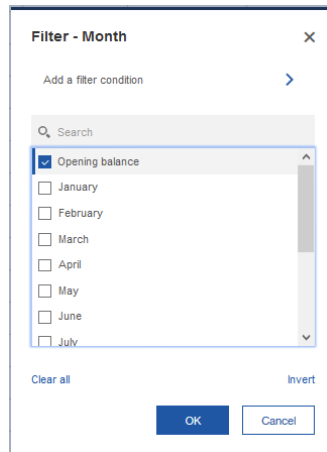 Filter - Month
Add a filter condition
Search
Opening balance
January
February
March
April
May
June
July
Clear all Invert
OK Cancel